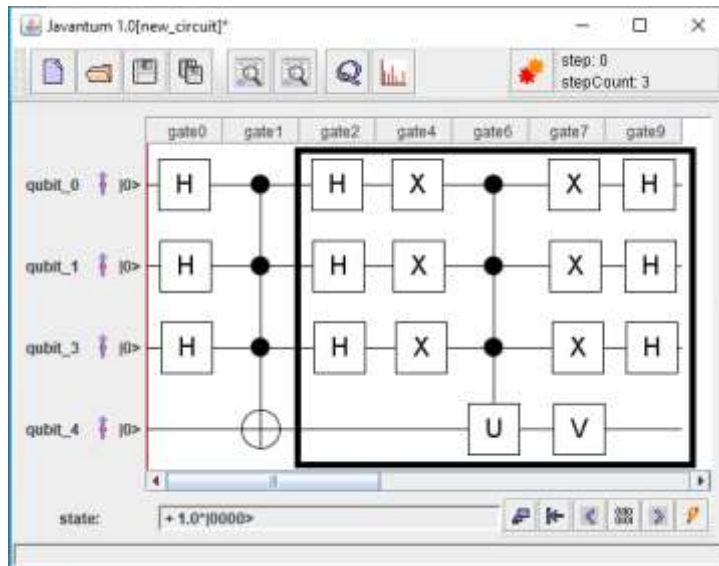 Javantum 1.0[new_circuit]*
step: 0
stepCount: 3
gate0 gate1 gate2 gate4 gate6 gate7 gate9
qubit_0 |0> H H X X H
qubit_1 |0> H H X X H
qubit_3 |0> H H X X H
qubit_4 |0> U V
state: + 1.0*|0000>